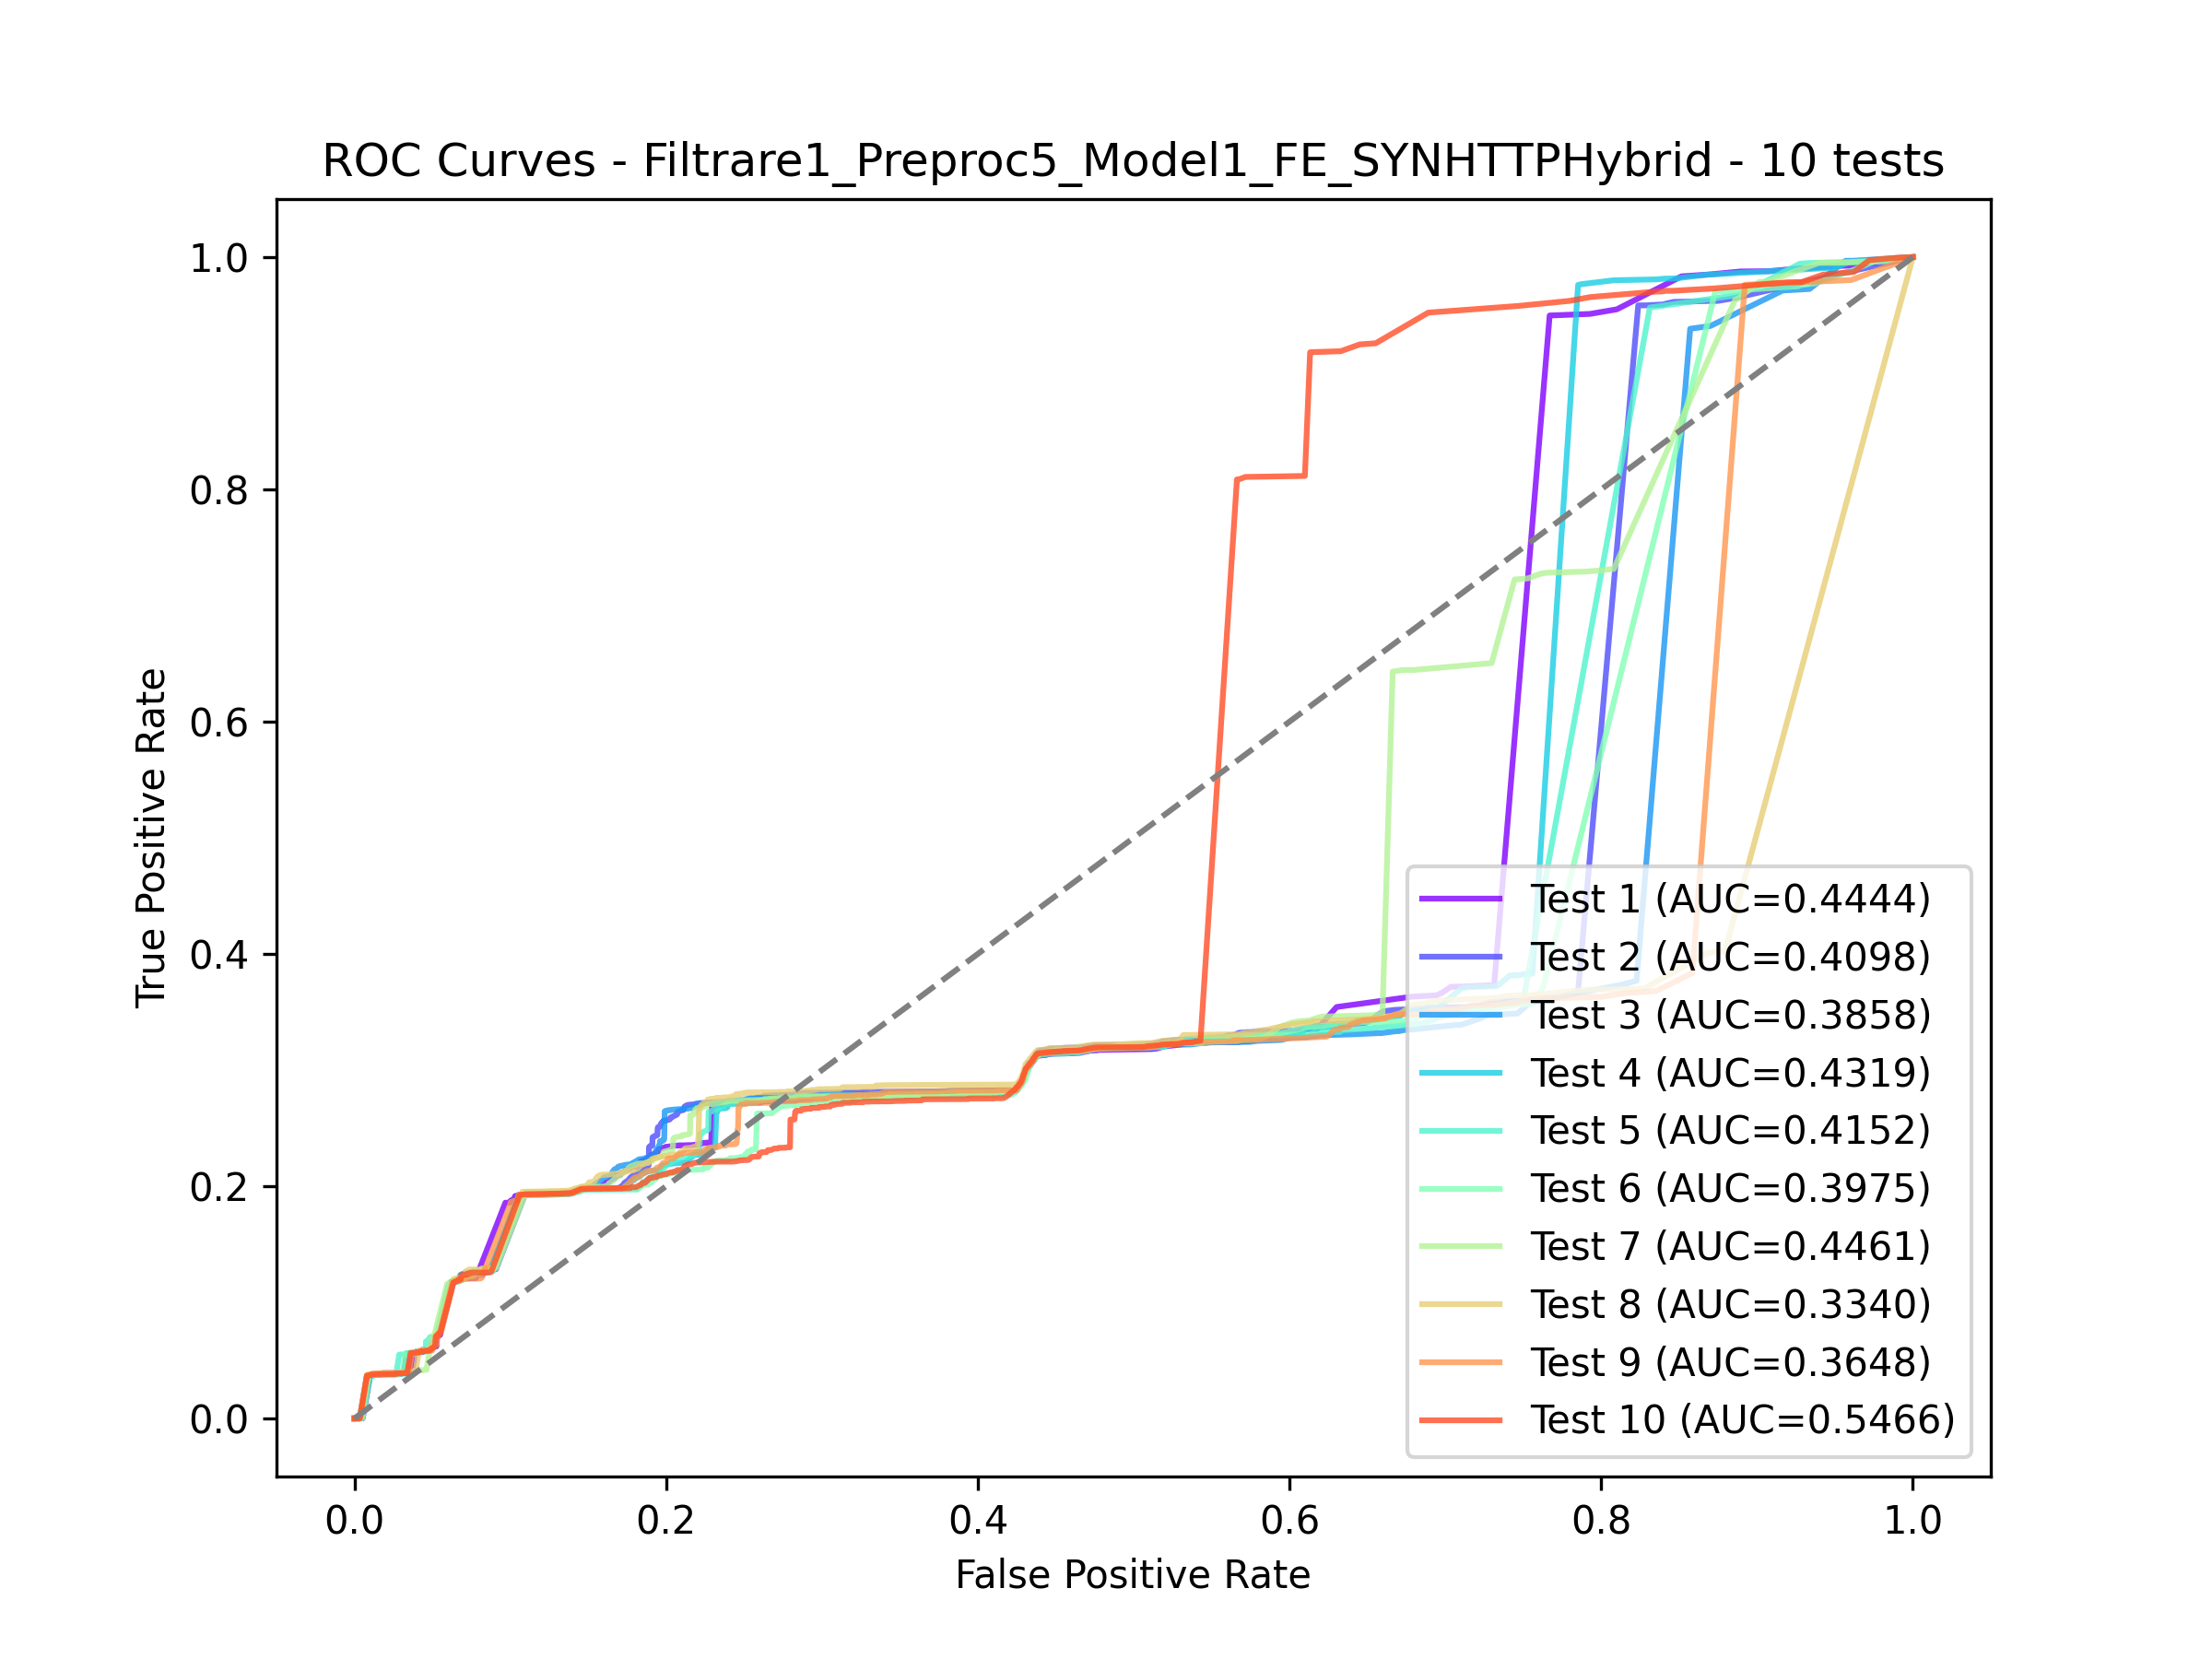 ROC Curves - Filtrare1_Preproc5_Model1_FE_SYNHTTPHybrid - 10 tests
True Positive Rate
1.0
0.8
0.6
0.4
0.2
0.0
Test 1 (AUC=0.4444)
Test 2 (AUC=0.4098)
Test 3 (AUC=0.3858)
Test 4 (AUC=0.4319)
Test 5 (AUC=0.4152)
Test 6 (AUC=0.3975)
Test 7 (AUC=0.4461)
Test 8 (AUC=0.3340)
Test 9 (AUC=0.3648)
Test 10 (AUC=0.5466)
0.0 0.2 0.4 0.6 0.8 1.0
False Positive Rate